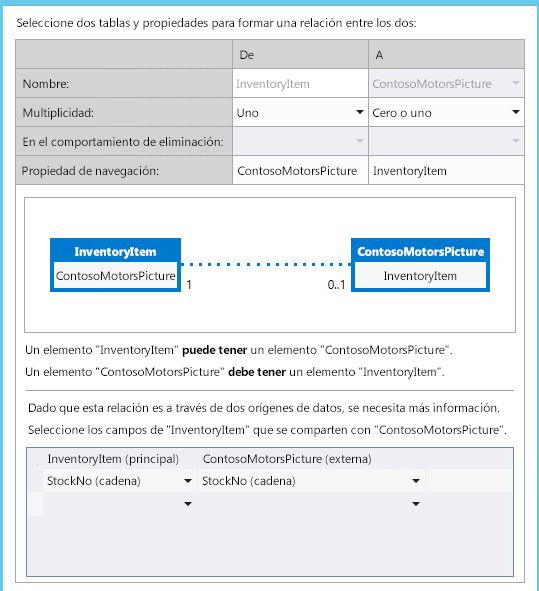 Seleccione dos tablas y propiedades para formar una relación entre los dos:
De A
Nombre: InventoryItem ContosoMotorsPicture
Multiplicidad: Uno Cero o uno
En el comportamiento de eliminación:
Propiedad de navegación: ContosoMotorsPicture InventoryItem
InventoryItem ContosoMotorsPicture
ContosoMotorsPicture InventoryItem
1 0..1
Un elemento "InventoryItem" puede tener un elemento "ContosoMotorsPicture".
Un elemento "ContosoMotorsPicture" debe tener un elemento "InventoryItem".
Dado que esta relación es a través de dos orígenes de datos, se necesita más información.
Seleccione los campos de "InventoryItem" que se comparten con "ContosoMotorsPicture".
InventoryItem (principal) ContosoMotorsPicture (externa)
StockNo (cadena) StockNo (cadena)